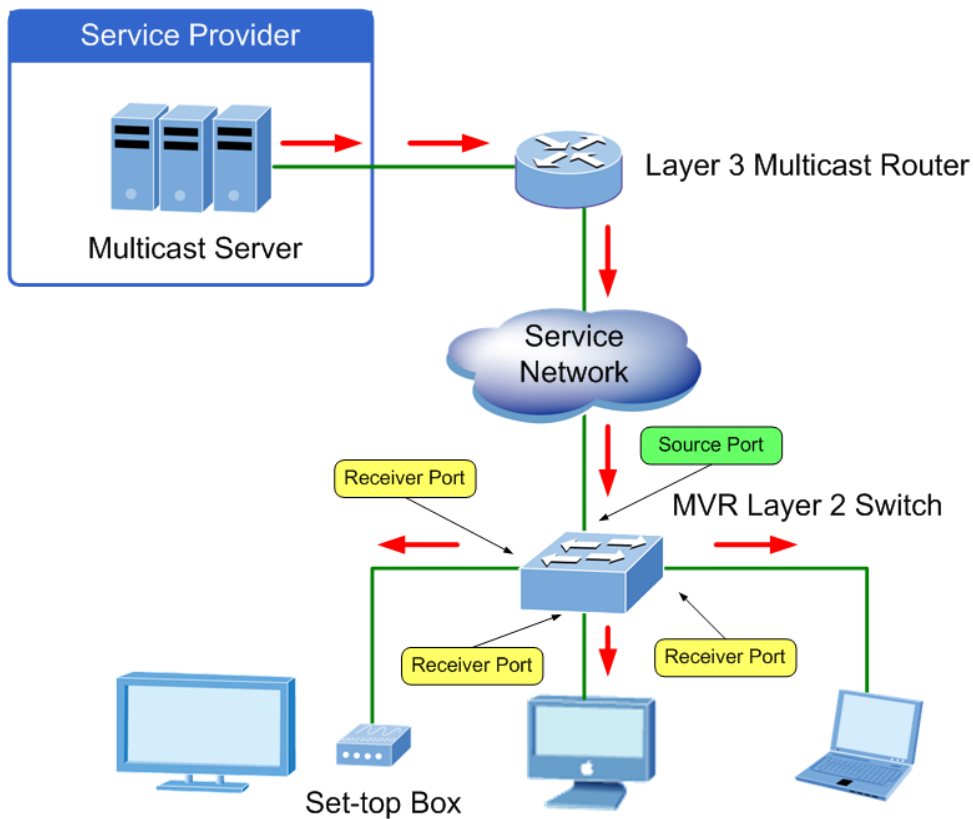 Service Provider
Multicast Server
Layer 3 Multicast Router
Service
Network
Source Port
Receiver Port
MVR Layer 2 Switch
Receiver Port
Receiver Port
Set-top Box